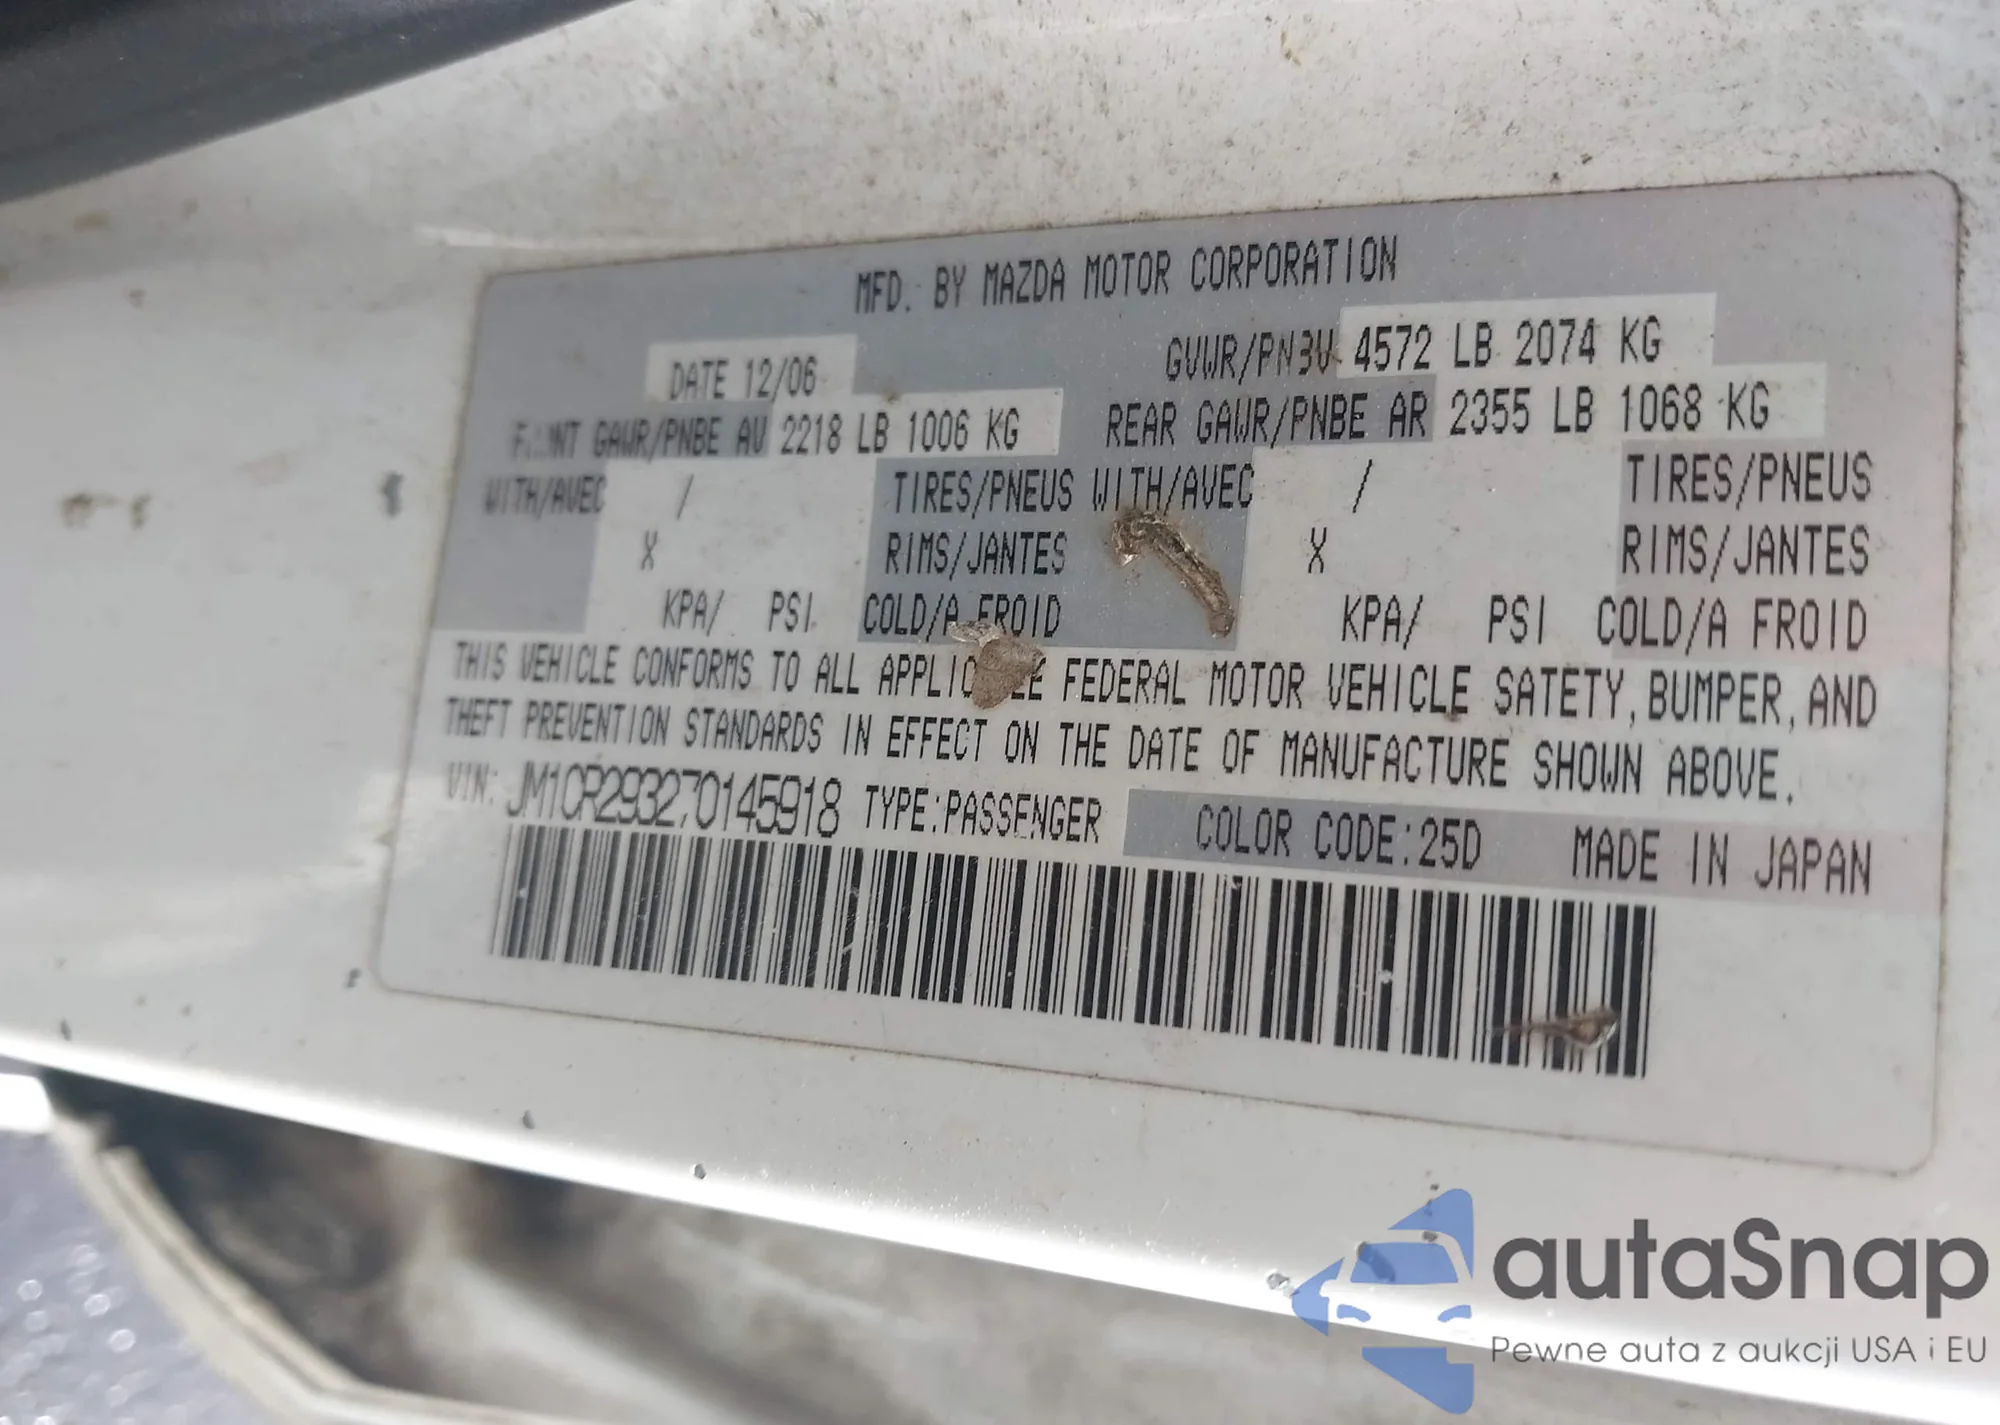 MFD. BY MAZDA MOTOR CORPORATION
DATE 12/06 GVWR/PNBV 4572 LB 2074 KG
FRONT GAWR/PNBE AV 2218 LB 1006 KG REAR GAWR/PNBE AR 2355 LB 1068 KG
WITH/AVEC / TIRES/PNEUS WITH/AVEC / TIRES/PNEUS
X RIMS/JANTES X RIMS/JANTES
KPA/ PSI COLD/A FROID KPA/ PSI COLD/A FROID
THIS VEHICLE CONFORMS TO ALL APPLICABLE FEDERAL MOTOR VEHICLE SATETY, BUMPER, AND
THEFT PREVENTION STANDARDS IN EFFECT ON THE DATE OF MANUFACTURE SHOWN ABOVE.
VIN: JM1CR293270145918 TYPE:PASSENGER COLOR CODE:25D MADE IN JAPAN
autaSnap
Pewne auta z aukcji USA i EU